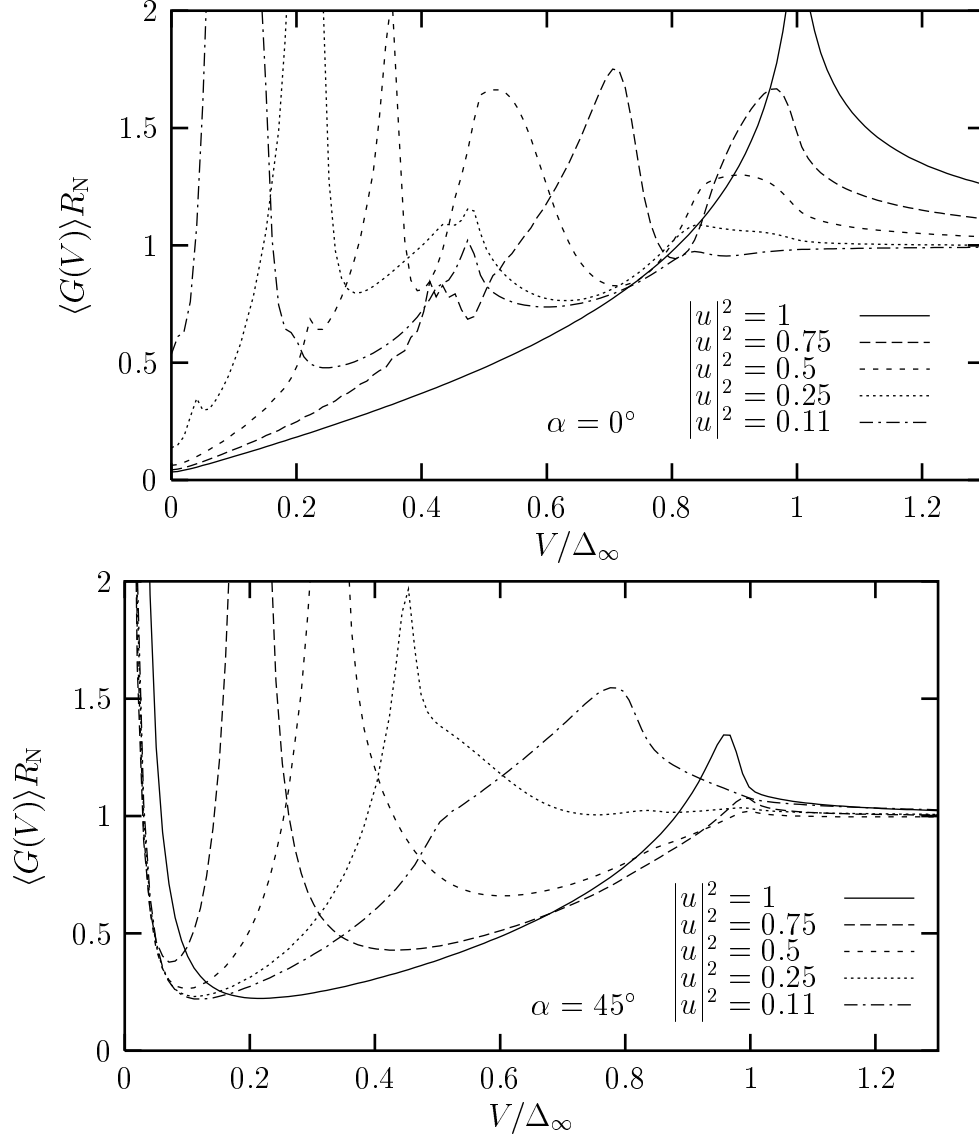 2
1.5
1
0.5
0
⟨G(V)⟩R_N
|u|² = 1
|u|² = 0.75
|u|² = 0.5
|u|² = 0.25
|u|² = 0.11
α = 0°
0 0.2 0.4 0.6 0.8 1 1.2
V/Δ_∞
2
1.5
1
0.5
0
⟨G(V)⟩R_N
|u|² = 1
|u|² = 0.75
|u|² = 0.5
|u|² = 0.25
|u|² = 0.11
α = 45°
0 0.2 0.4 0.6 0.8 1 1.2
V/Δ_∞